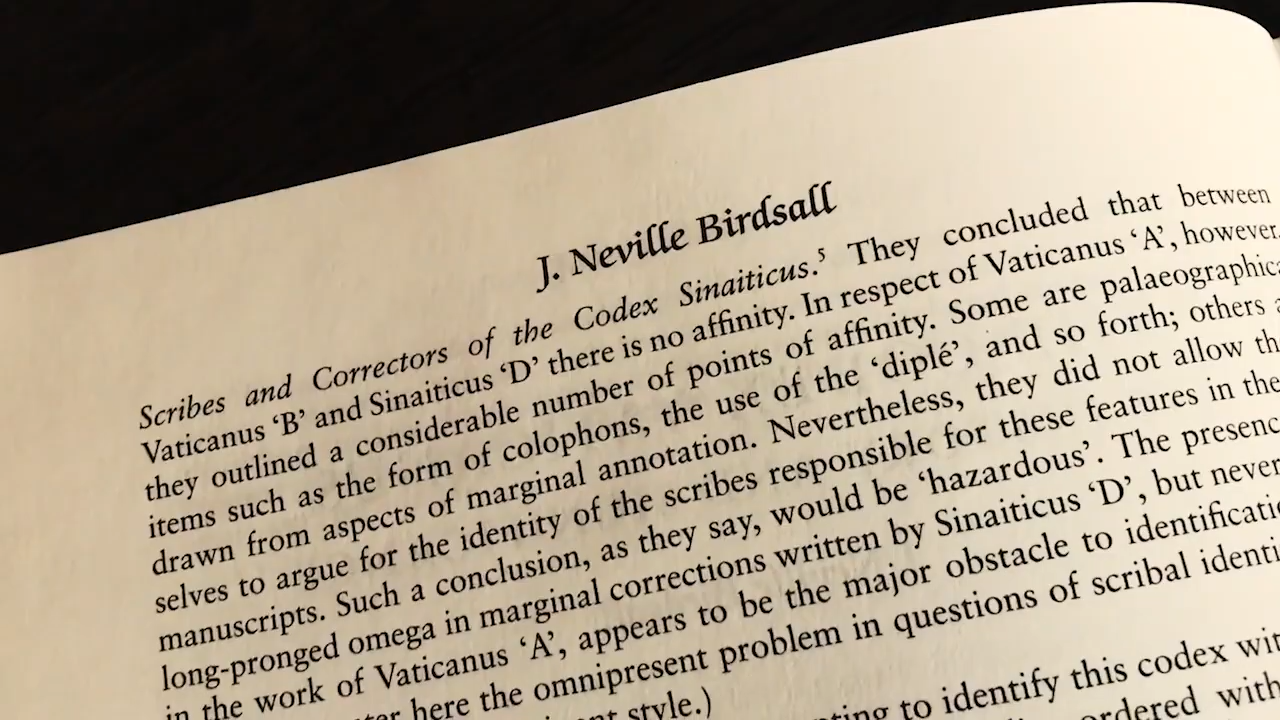 J. Neville Birdsall
Scribes and Correctors of the Codex Sinaiticus.⁵ They concluded that between
Vaticanus ‘B’ and Sinaiticus ‘D’ there is no affinity. In respect of Vaticanus ‘A’, however,
they outlined a considerable number of points of affinity. Some are palaeographica
items such as the form of colophons, the use of the ‘diplé’, and so forth; others
drawn from aspects of marginal annotation. Nevertheless, they did not allow th
selves to argue for the identity of the scribes responsible for these features in the
manuscripts. Such a conclusion, as they say, would be ‘hazardous’. The presenc
long-pronged omega in marginal corrections written by Sinaiticus ‘D’, but never
in the work of Vaticanus ‘A’, appears to be the major obstacle to identificatio
here the omnipresent problem in questions of scribal identi
style.)
to identify this codex wit
ordered with